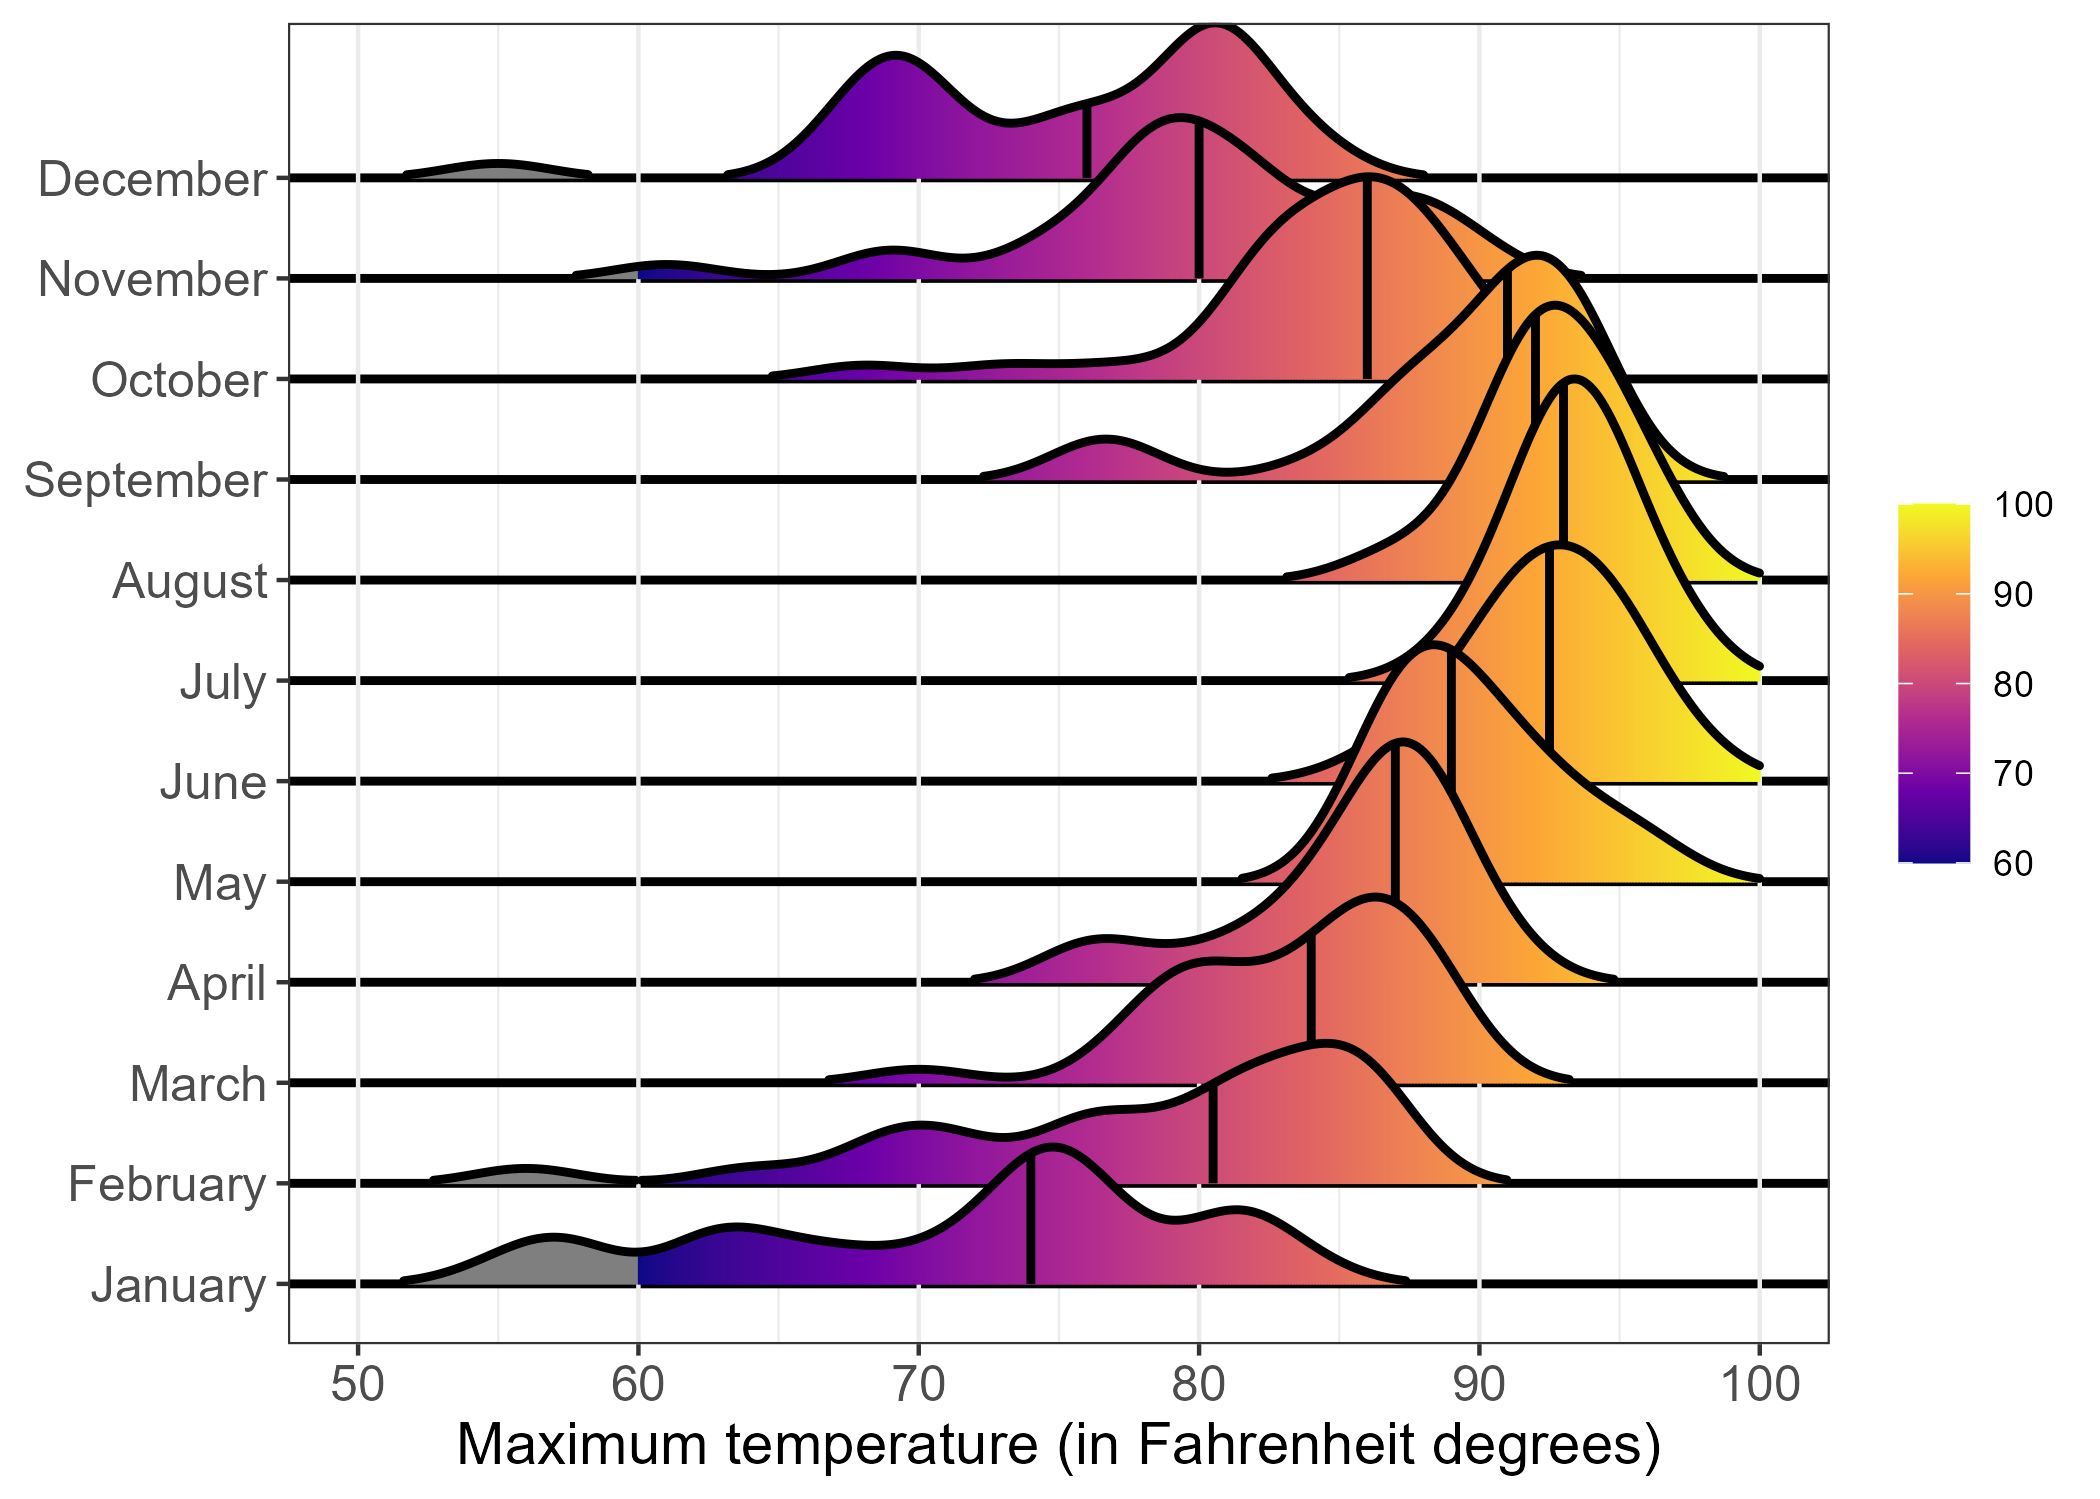 December
November
October
September
August
July
June
May
April
March
February
January
50 60 70 80 90 100
Maximum temperature (in Fahrenheit degrees)
100
90
80
70
60